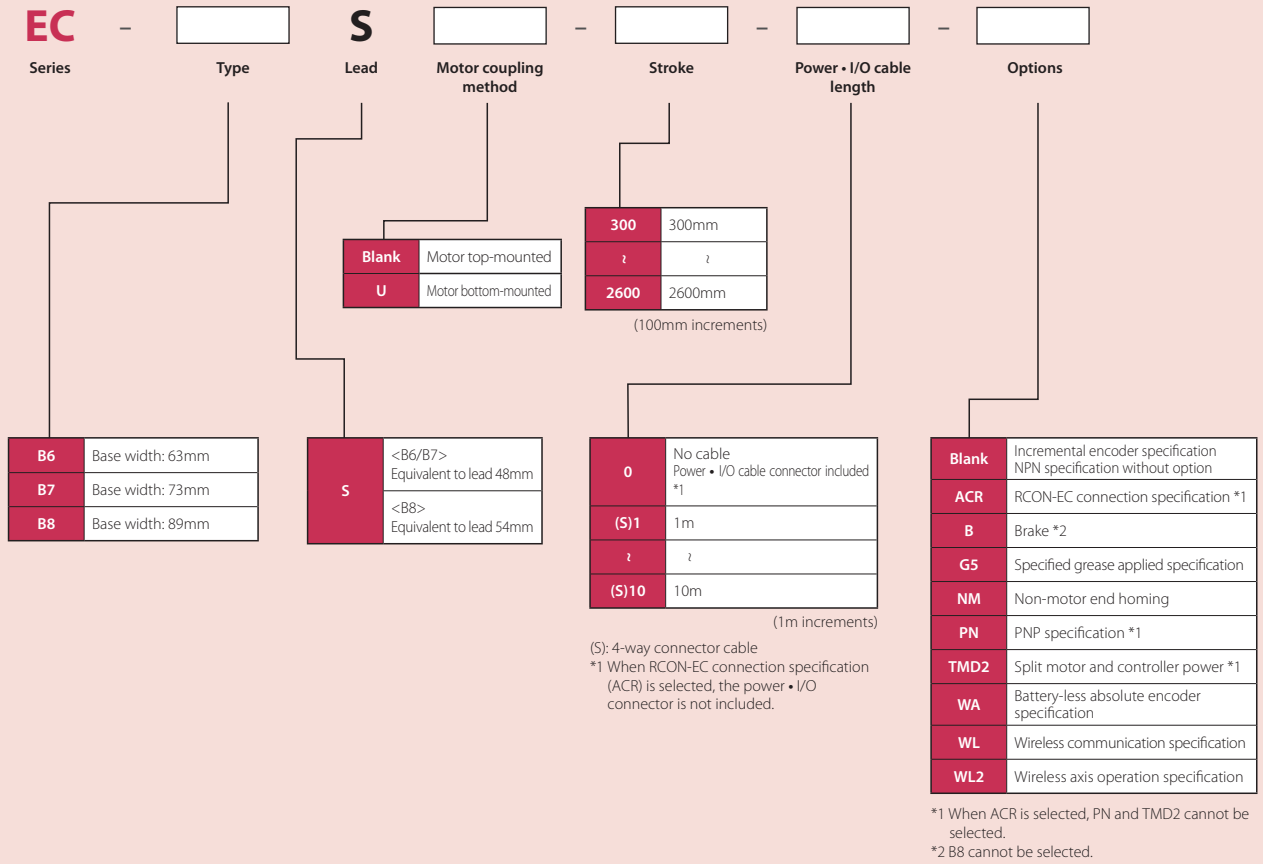 EC - S - - -
Series Type Lead Motor coupling method Stroke Power • I/O cable length Options
B6 Base width: 63mm
B7 Base width: 73mm
B8 Base width: 89mm
S
<B6/B7>
Equivalent to lead 48mm
<B8>
Equivalent to lead 54mm
Blank Motor top-mounted
U Motor bottom-mounted
300 300mm
~ ~
2600 2600mm
(100mm increments)
0
No cable
Power • I/O cable connector included
*1
(S)1 1m
~ ~
(S)10 10m
(1m increments)
(S): 4-way connector cable
*1 When RCON-EC connection specification
(ACR) is selected, the power • I/O
connector is not included.
Blank Incremental encoder specification
NPN specification without option
ACR RCON-EC connection specification *1
B Brake *2
G5 Specified grease applied specification
NM Non-motor end homing
PN PNP specification *1
TMD2 Split motor and controller power *1
WA Battery-less absolute encoder
specification
WL Wireless communication specification
WL2 Wireless axis operation specification
*1 When ACR is selected, PN and TMD2 cannot be
selected.
*2 B8 cannot be selected.